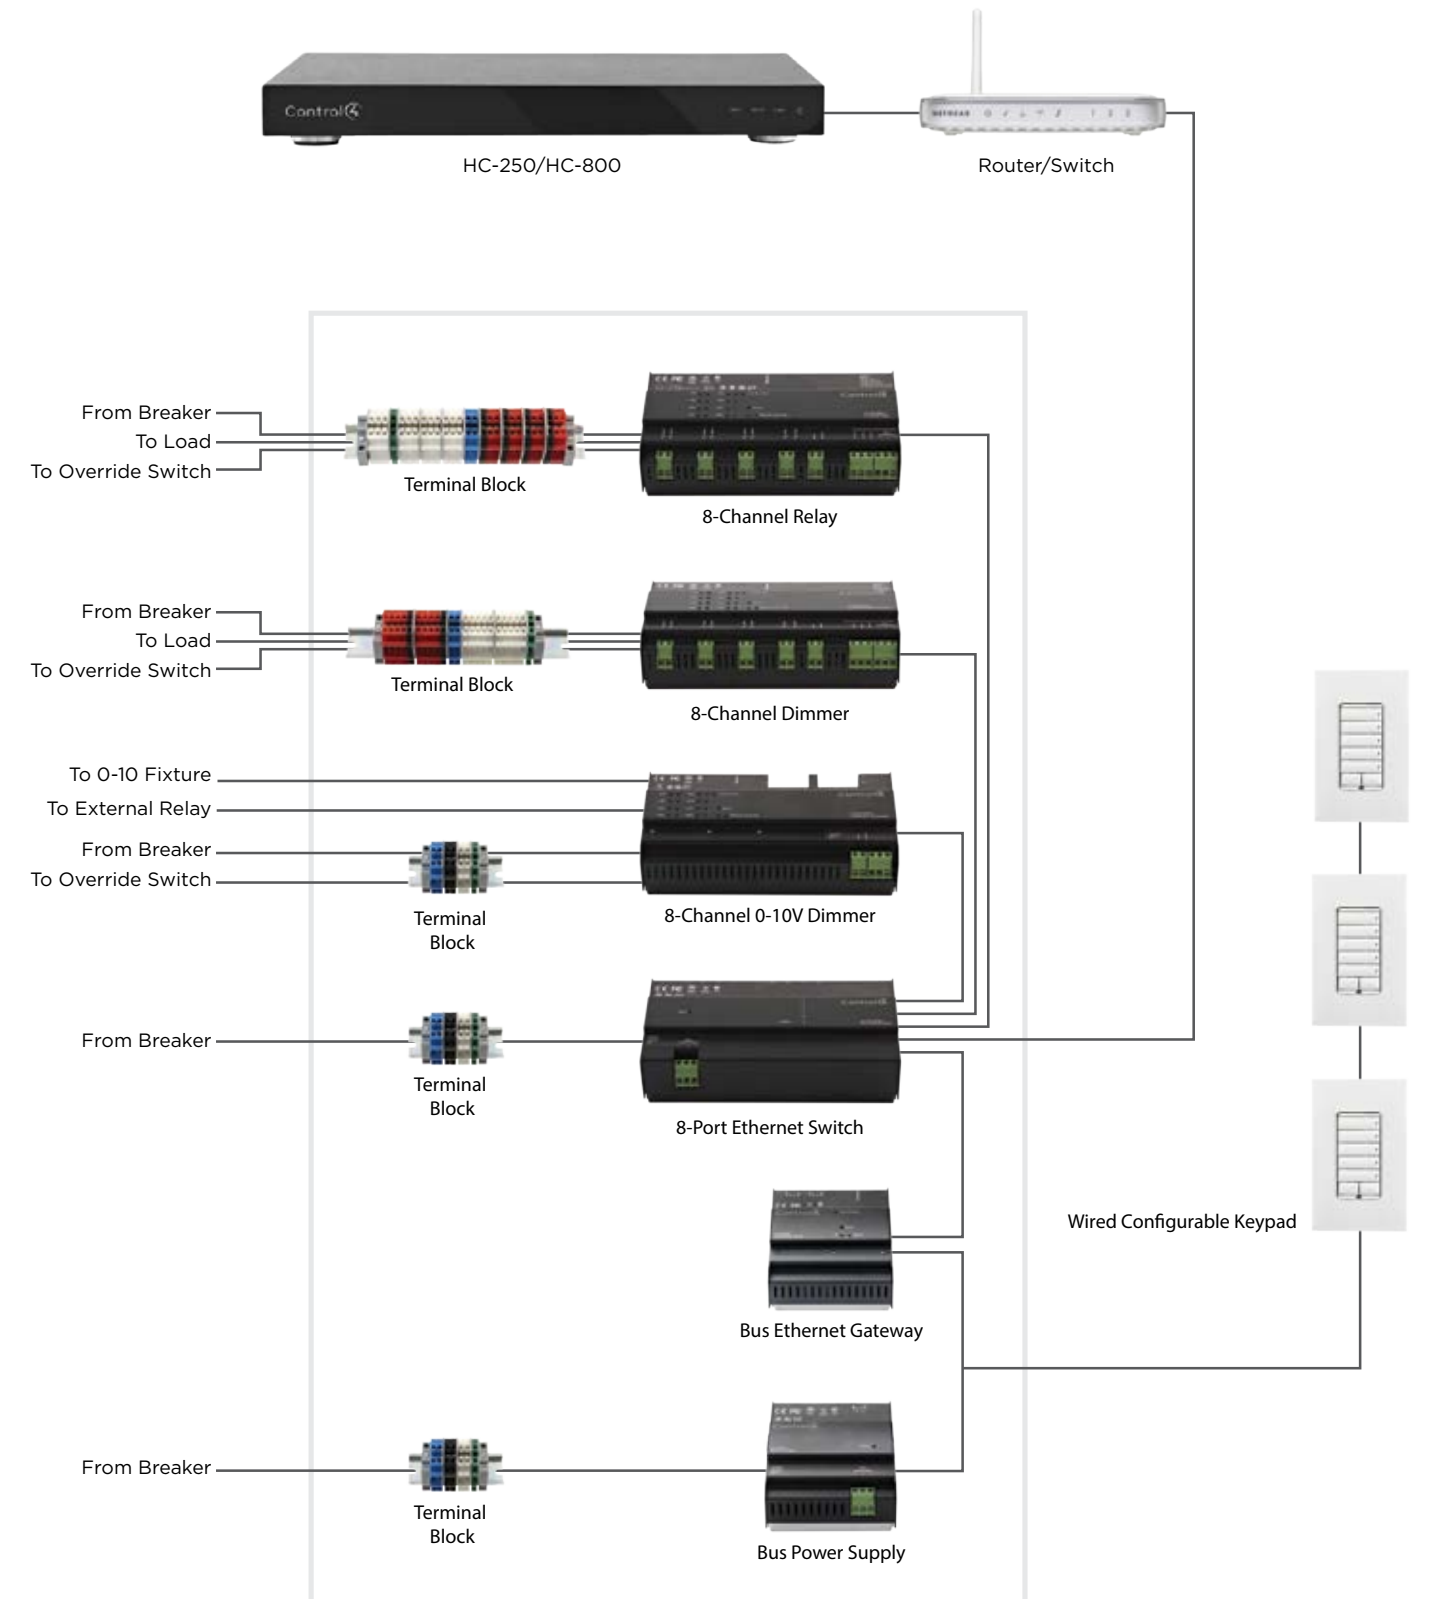 Control4
NETGEAR
HC-250/HC-800
Router/Switch
From Breaker
To Load
To Override Switch
Terminal Block
8-Channel Relay
From Breaker
To Load
To Override Switch
Terminal Block
8-Channel Dimmer
To 0-10 Fixture
To External Relay
From Breaker
To Override Switch
Terminal
Block
8-Channel 0-10V Dimmer
From Breaker
Terminal
Block
8-Port Ethernet Switch
Wired Configurable Keypad
Bus Ethernet Gateway
From Breaker
Terminal
Block
Bus Power Supply